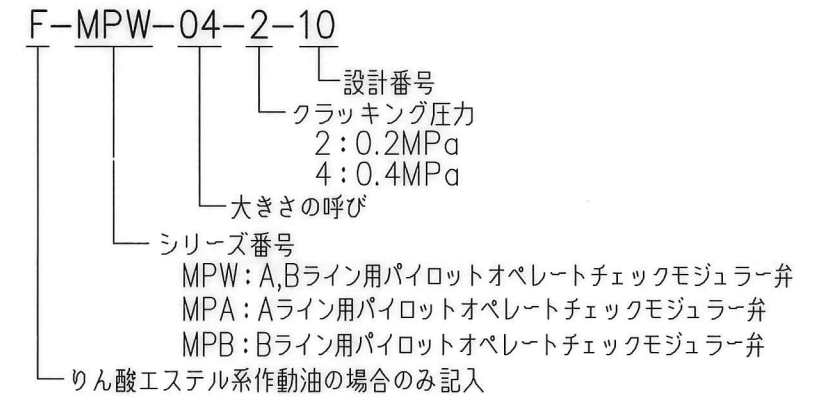 F-MPW-04-2-10
設計番号
クラッキング圧力
2:0.2MPa
4:0.4MPa
大きさの呼び
シリーズ番号
MPW:A,Bライン用パイロットオペレートチェックモジュラー弁
MPA:Aライン用パイロットオペレートチェックモジュラー弁
MPB:Bライン用パイロットオペレートチェックモジュラー弁
りん酸エステル系作動油の場合のみ記入